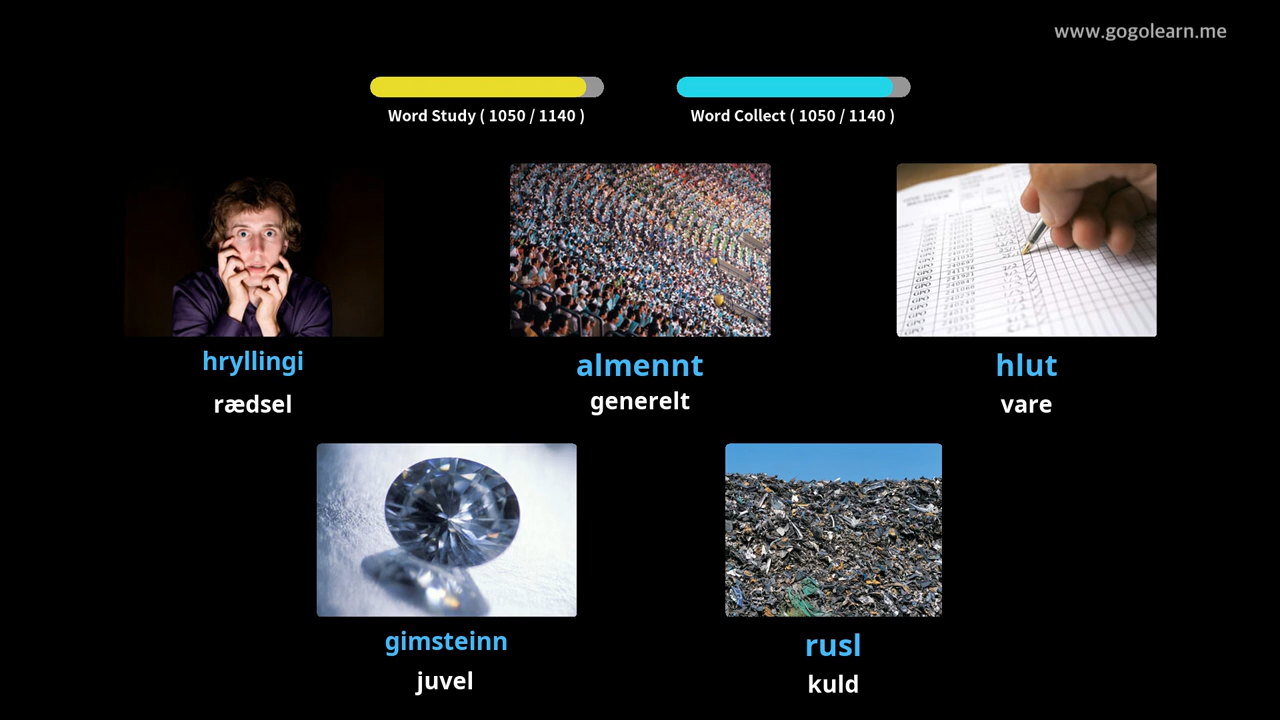 www.gogolearn.me
Word Study ( 1050 / 1140 )
Word Collect ( 1050 / 1140 )
hryllingi
rædsel
almennt
generelt
hlut
vare
gimsteinn
juvel
rusl
kuld